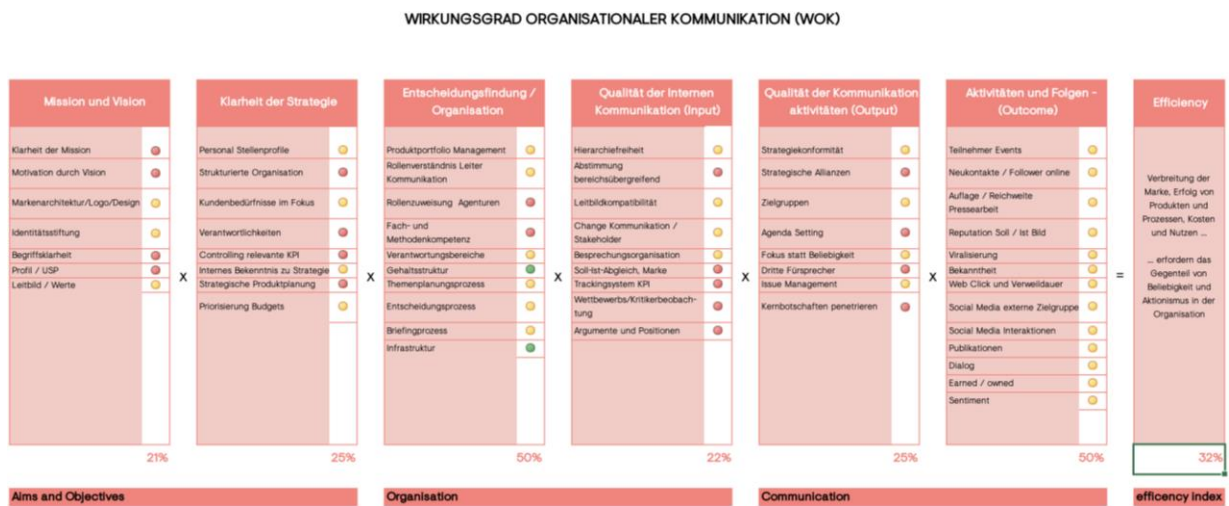 WIRKUNGSGRAD ORGANISATIONALER KOMMUNIKATION (WOK)
Mission und Vision
Klarheit der Mission
Motivation durch Vision
Markenarchitektur/Logo/Design
Identitätsstiftung
Begriffsklarheit
Profil / USP
Leitbild / Werte
21%
x
Klarheit der Strategie
Personal Stellenprofile
Strukturierte Organisation
Kundenbedürfnisse im Fokus
Verantwortlichkeiten
Controlling relevante KPI
Internes Bekenntnis zu Strategie
Strategische Produktplanung
Priorisierung Budgets
25%
x
Entscheidungsfindung /
Organisation
Produktportfolio Management
Rollenverständnis Leiter
Kommunikation
Rollenzuweisung Agenturen
Fach- und
Methodenkompetenz
Verantwortungsbereiche
Gehaltsstruktur
Themenplanungsprozess
Entscheidungsprozess
Briefingprozess
Infrastruktur
50%
x
Qualität der Internen
Kommunikation (Input)
Hierarchiefreiheit
Abstimmung
bereichsübergreifend
Leitbildkompatibilität
Change Kommunikation /
Stakeholder
Besprechungsorganisation
Soll-Ist-Abgleich, Marke
Trackingsystem KPI
Wettbewerbs/Kritikerbeobach-
tung
Argumente und Positionen
22%
x
Qualität der Kommunikation
aktivitäten (Output)
Strategiekonformität
Strategische Allianzen
Zielgruppen
Agenda Setting
Fokus statt Beliebigkeit
Dritte Fürsprecher
Issue Management
Kernbotschaften penetrieren
25%
x
Aktivitäten und Folgen -
(Outcome)
Teilnehmer Events
Neukontakte / Follower online
Auflage / Reichweite
Pressearbeit
Reputation Soll / Ist Bild
Viralisierung
Bekanntheit
Web Click und Verweildauer
Social Media externe Zielgruppe
Social Media Interaktionen
Publikationen
Dialog
Earned / owned
Sentiment
50%
=
Efficiency
Verbreitung der
Marke, Erfolg von
Produkten und
Prozessen, Kosten
und Nutzen ...
... erfordern das
Gegenteil von
Beliebigkeit und
Aktionismus in der
Organisation
32%
Aims and Objectives
Organisation
Communication
efficency index